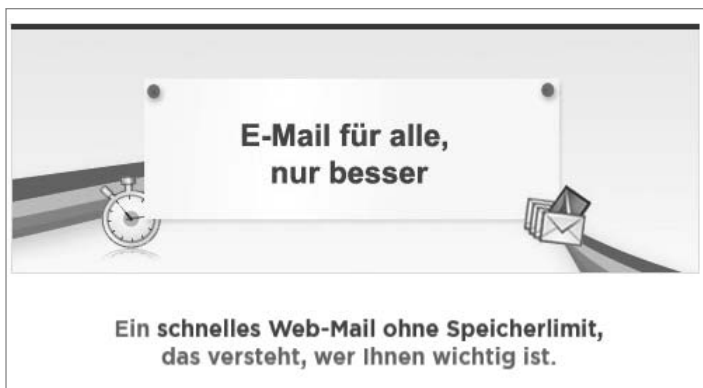 E-Mail für alle,
nur besser
Ein schnelles Web-Mail ohne Speicherlimit,
das versteht, wer Ihnen wichtig ist.